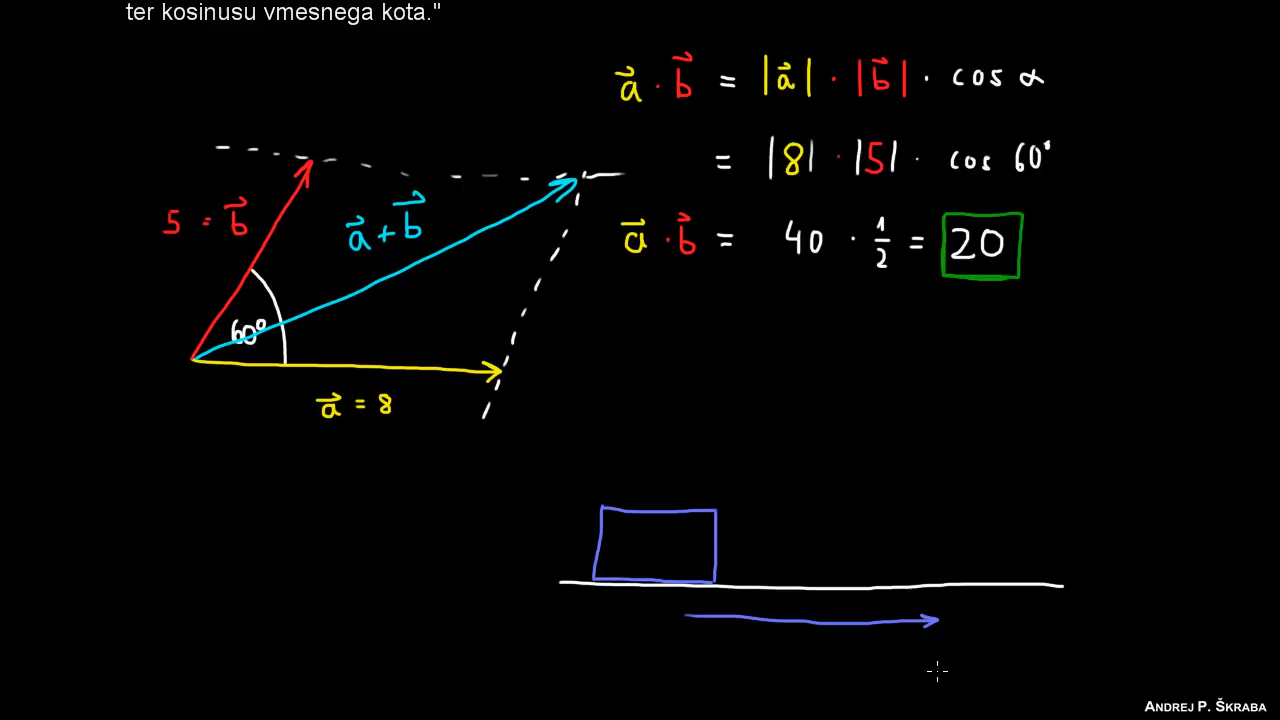 ter kosinusu vmesnega kota."
a⃗ · b⃗ = |a⃗| · |b⃗| · cos α
= |8| · |5| · cos 60°
5 = b⃗
a⃗ + b⃗
a⃗ · b⃗ = 40 · 1/2 = 20
60°
a⃗ = 8
ANDREJ P. ŠKRABA